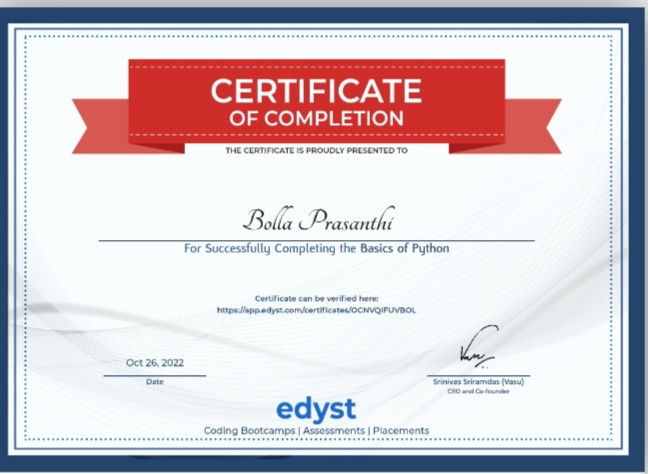 CERTIFICATE
OF COMPLETION
THE CERTIFICATE IS PROUDLY PRESENTED TO
Bolla Prasanthi
For Successfully Completing the Basics of Python
Certificate can be verified here:
https://app.edyst.com/certificates/OCNVQIFUVBOL
Oct 26, 2022
Date
Srinivas Sriramdas (Vasu)
CEO and Co-founder
edyst
Coding Bootcamps | Assessments | Placements